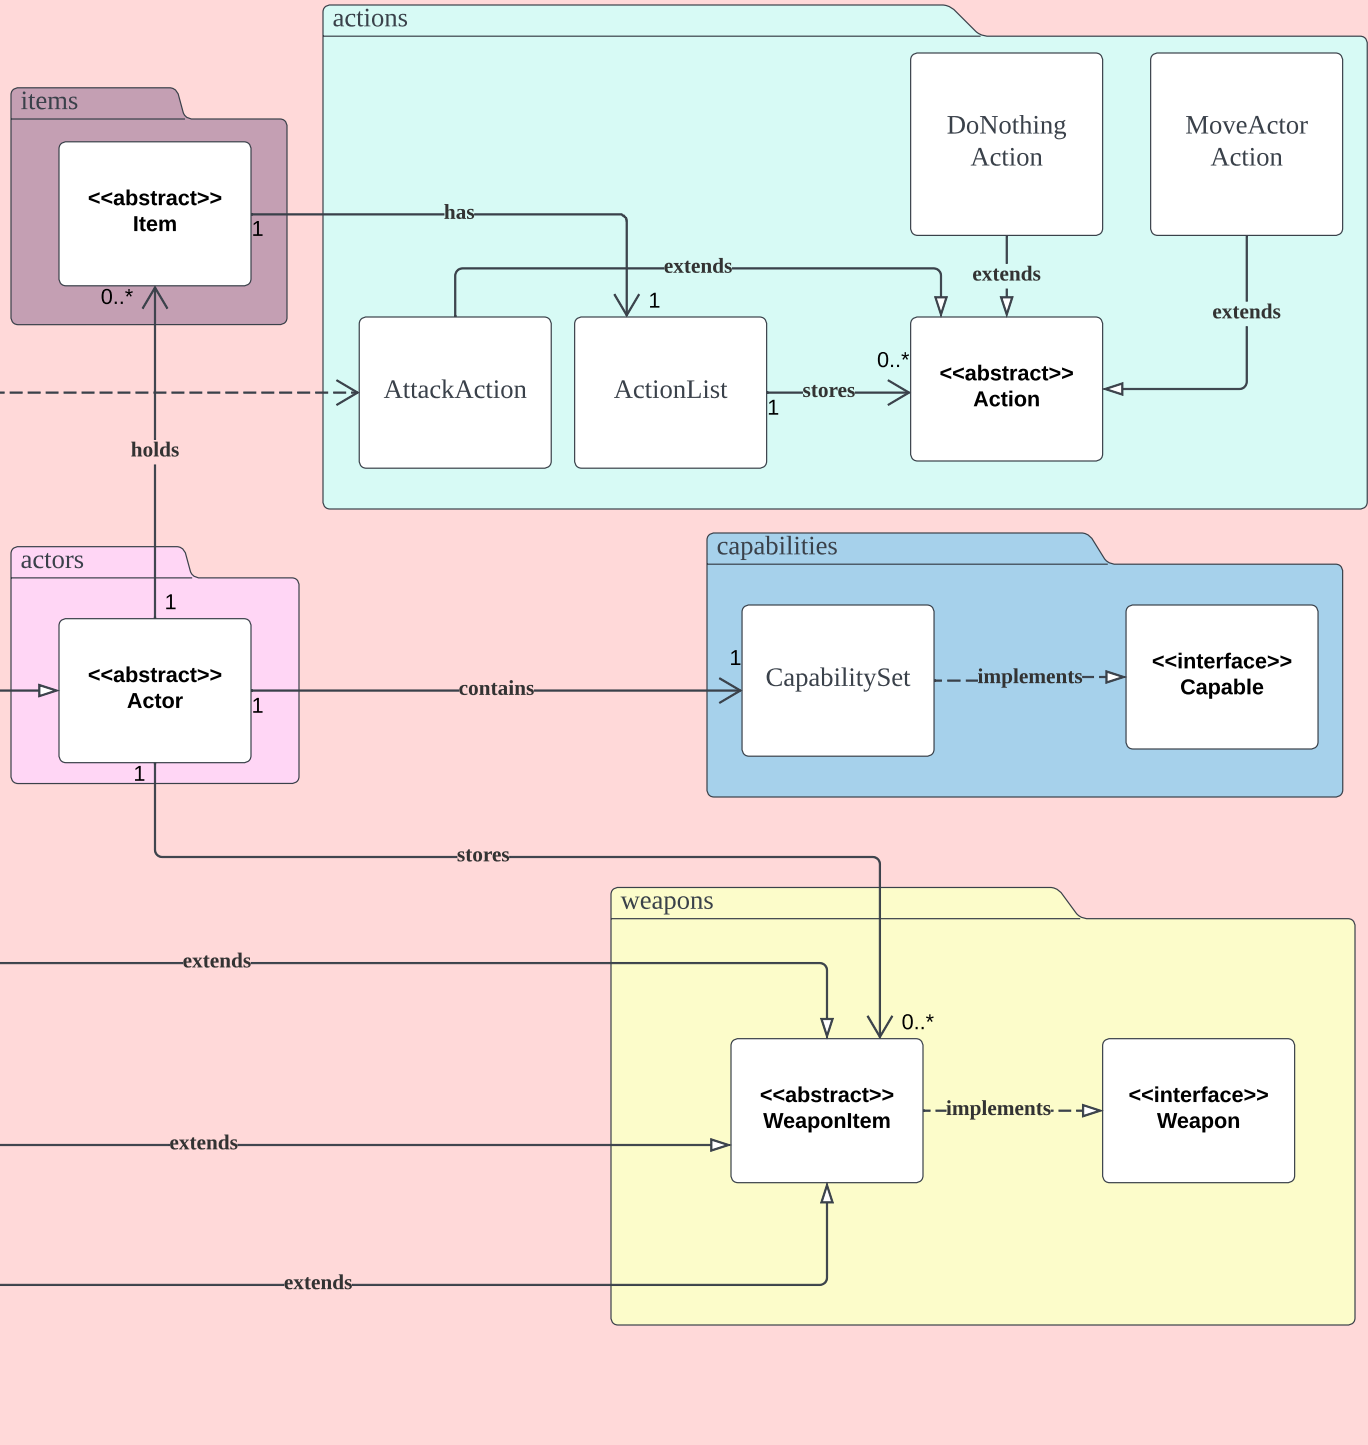 actions
items
DoNothing
Action
MoveActor
Action
<<abstract>>
Item
1
has
extends
extends
extends
0..*
1
AttackAction
ActionList
1
stores
0..*
<<abstract>>
Action
holds
actors
1
<<abstract>>
Actor
1
1
contains
capabilities
1
CapabilitySet
implements
<<interface>>
Capable
stores
weapons
extends
0..*
<<abstract>>
WeaponItem
implements
<<interface>>
Weapon
extends
extends